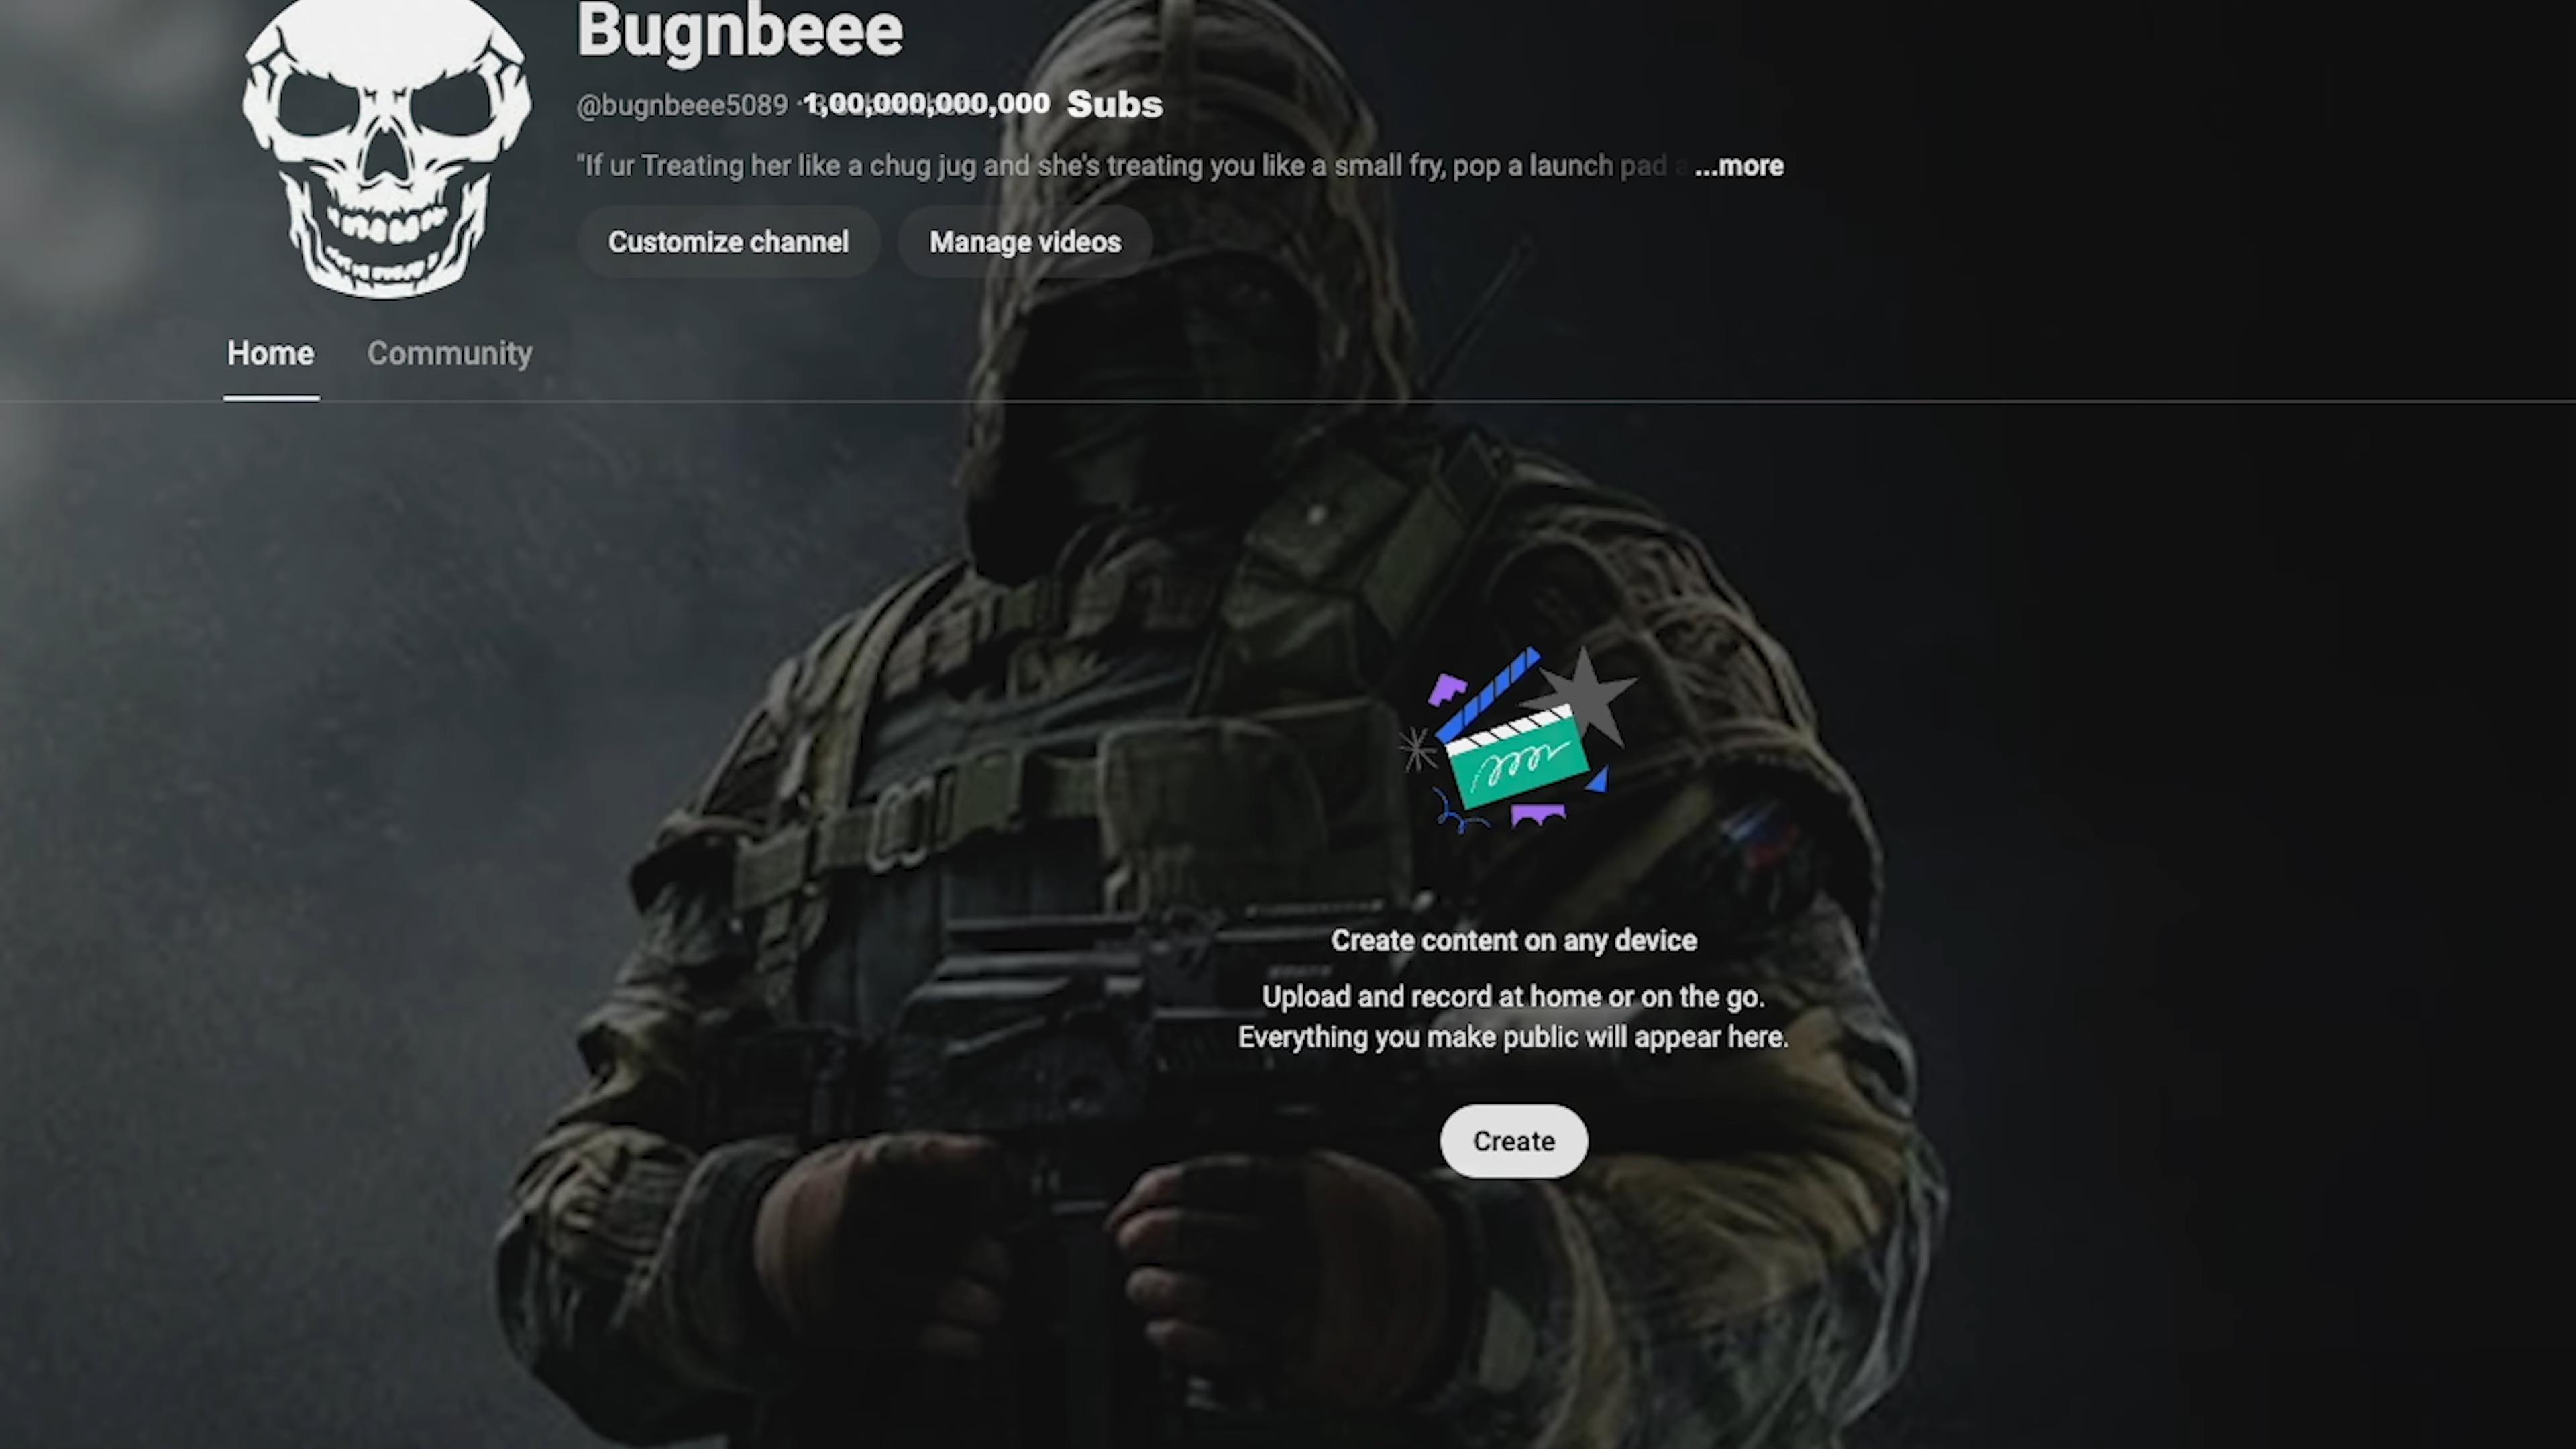 Bugnbeee
@bugnbeee5089 · 1,00,000,000,000 Subs
"If ur Treating her like a chug jug and she's treating you like a small fry, pop a launch pad a ...more
Customize channel Manage videos
Home Community
Create content on any device
Upload and record at home or on the go.
Everything you make public will appear here.
Create